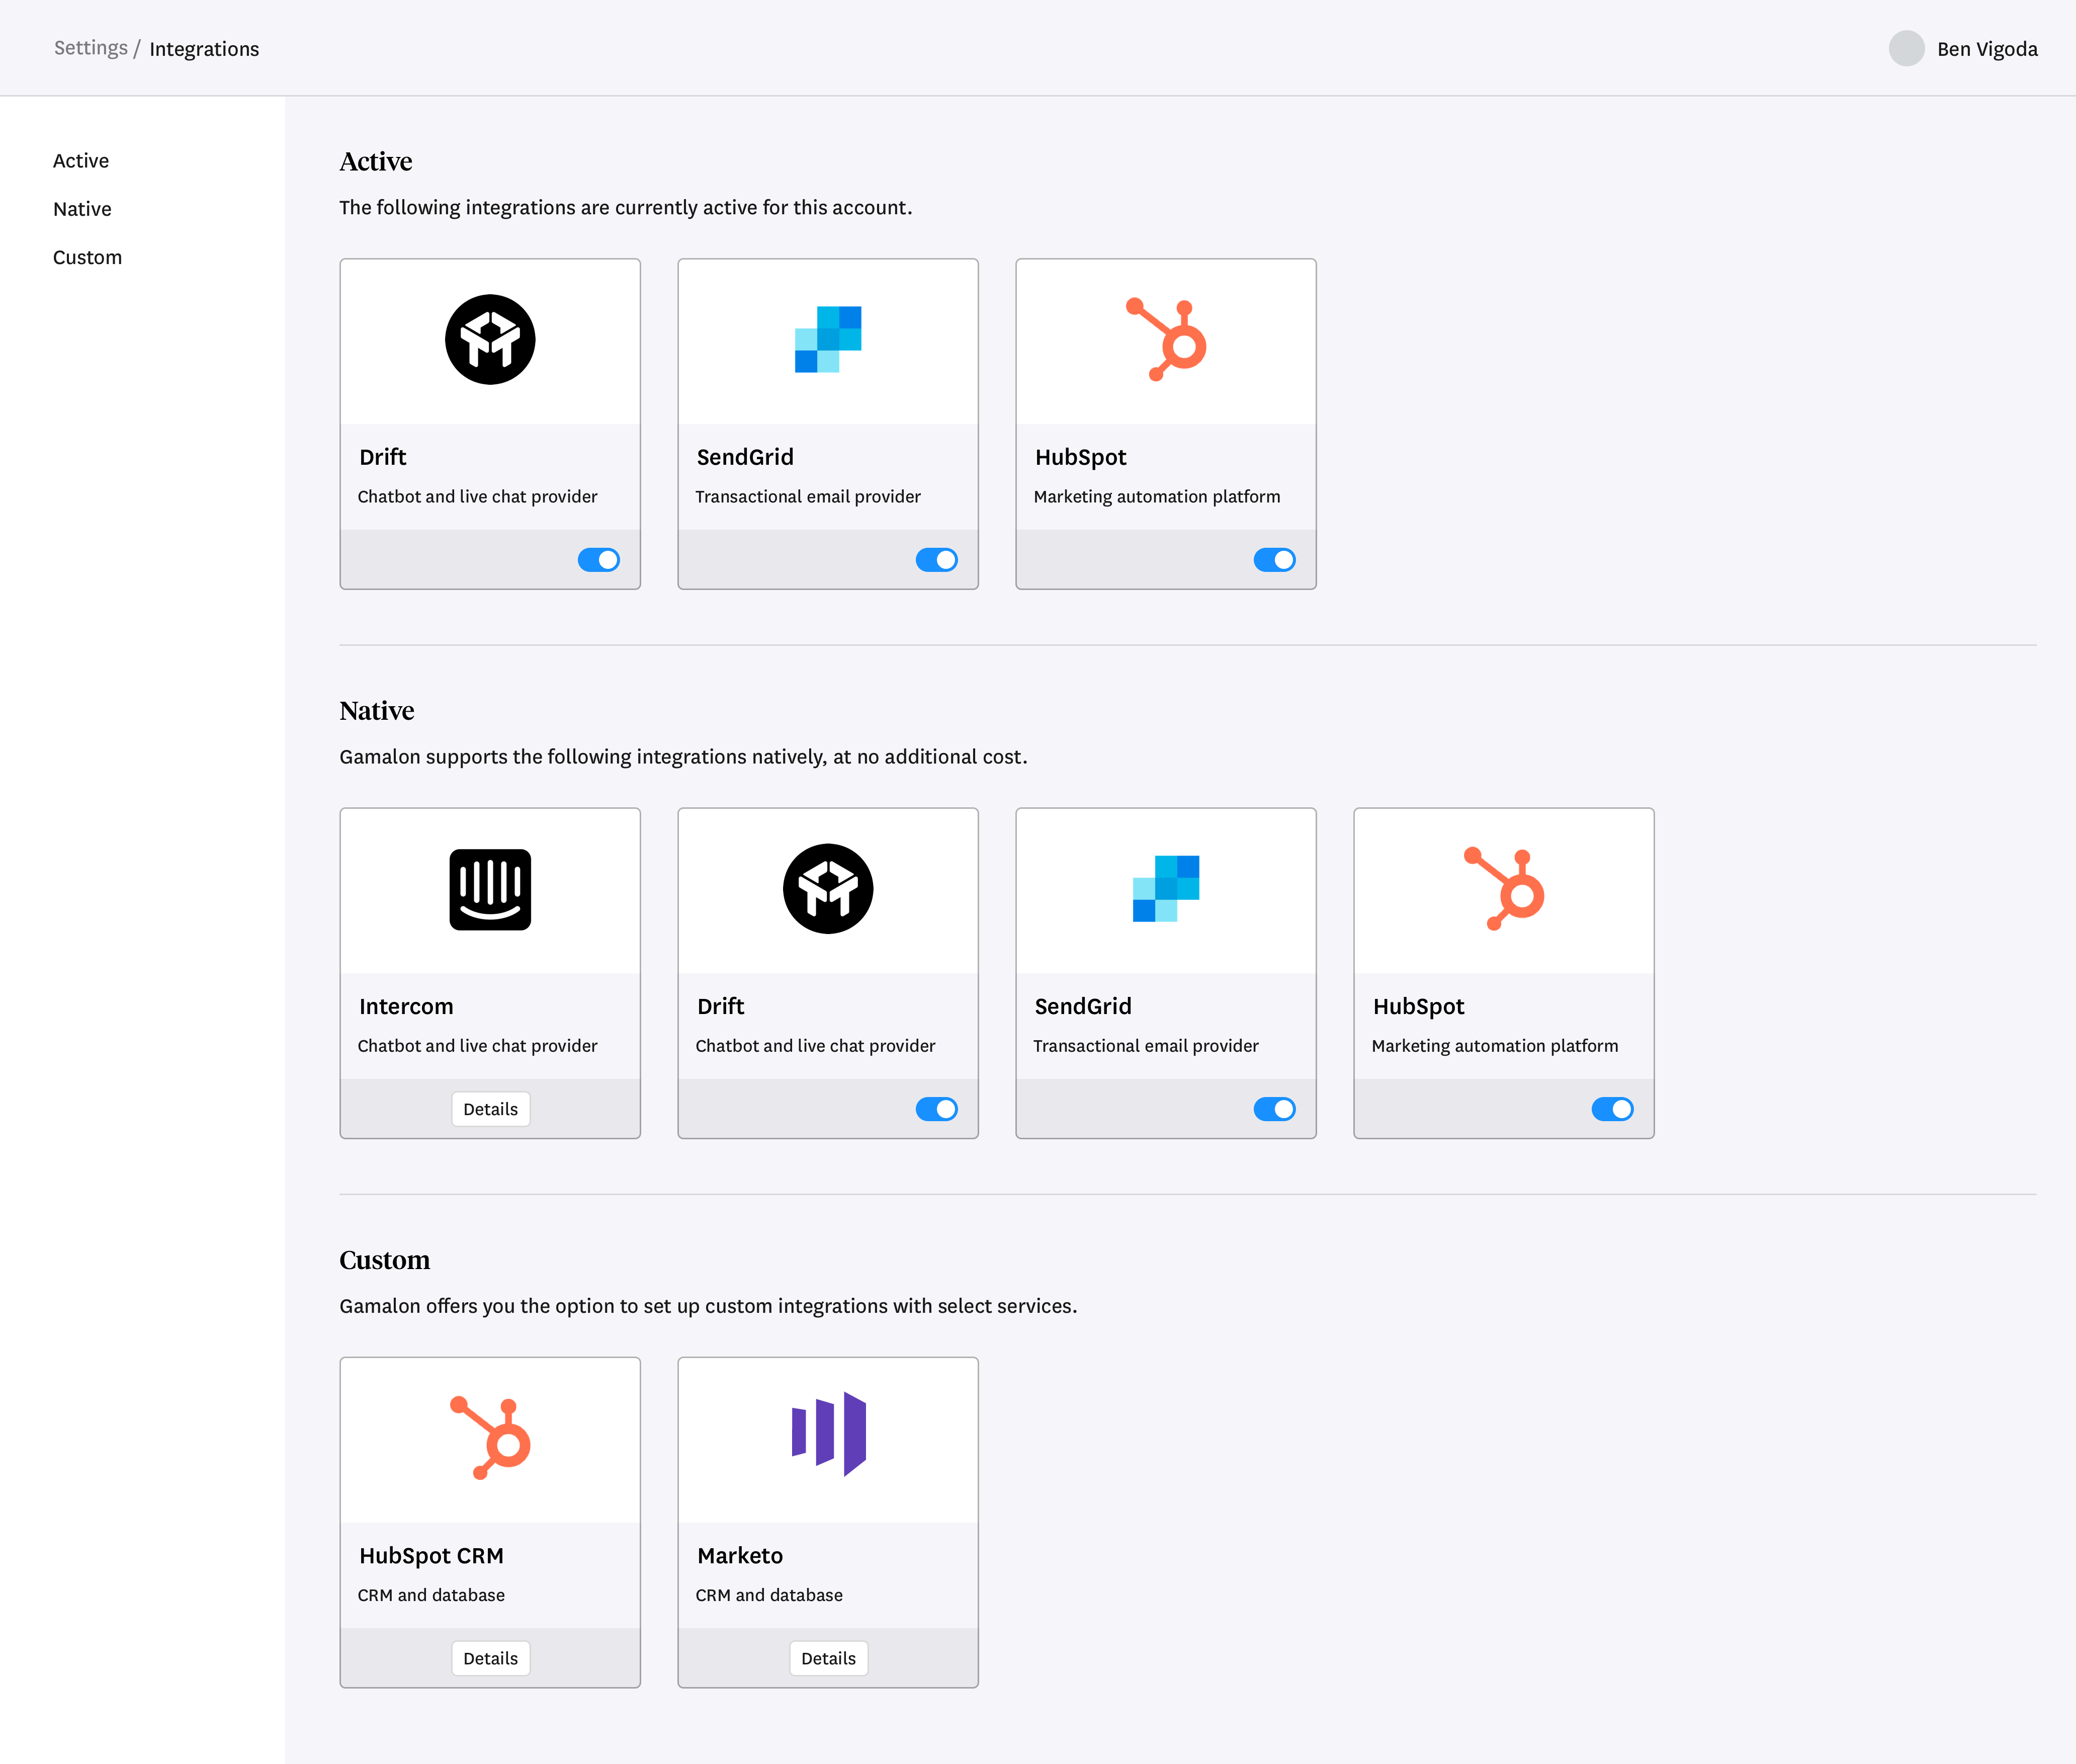 Settings / Integrations
Ben Vigoda
Active
Native
Custom
Active
The following integrations are currently active for this account.
Drift
Chatbot and live chat provider
SendGrid
Transactional email provider
HubSpot
Marketing automation platform
Native
Gamalon supports the following integrations natively, at no additional cost.
Intercom
Chatbot and live chat provider
Details
Drift
Chatbot and live chat provider
SendGrid
Transactional email provider
HubSpot
Marketing automation platform
Custom
Gamalon offers you the option to set up custom integrations with select services.
HubSpot CRM
CRM and database
Details
Marketo
CRM and database
Details